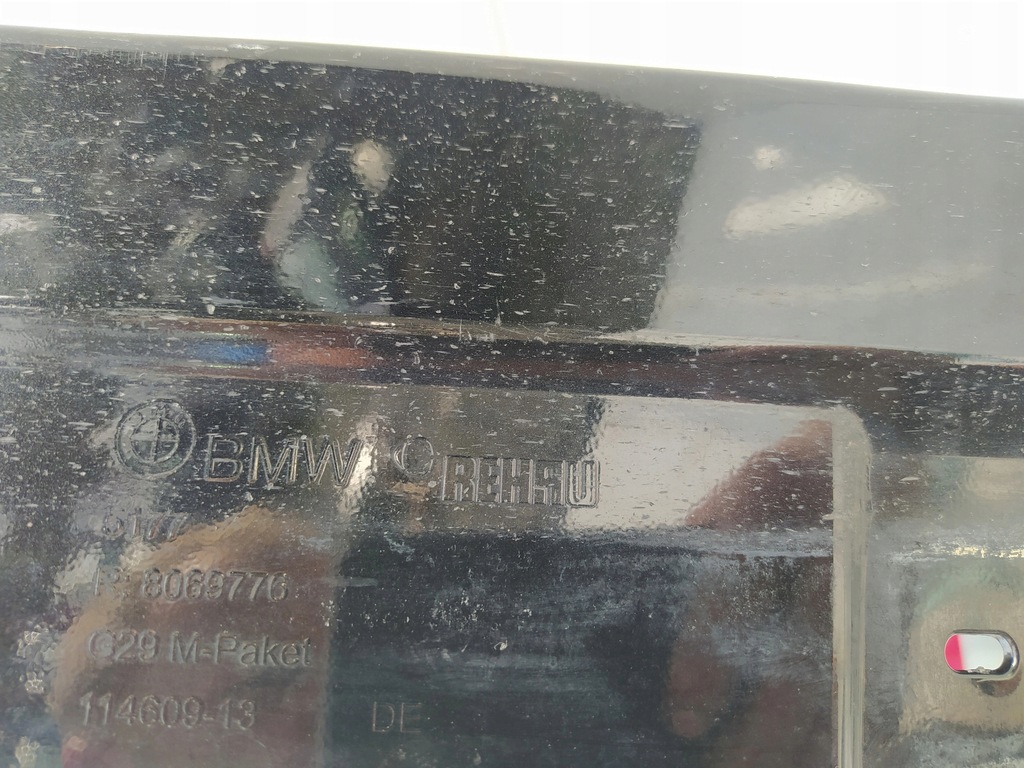 BMW © REHAU
8069776
G29 M-Paket
114609-13 DE